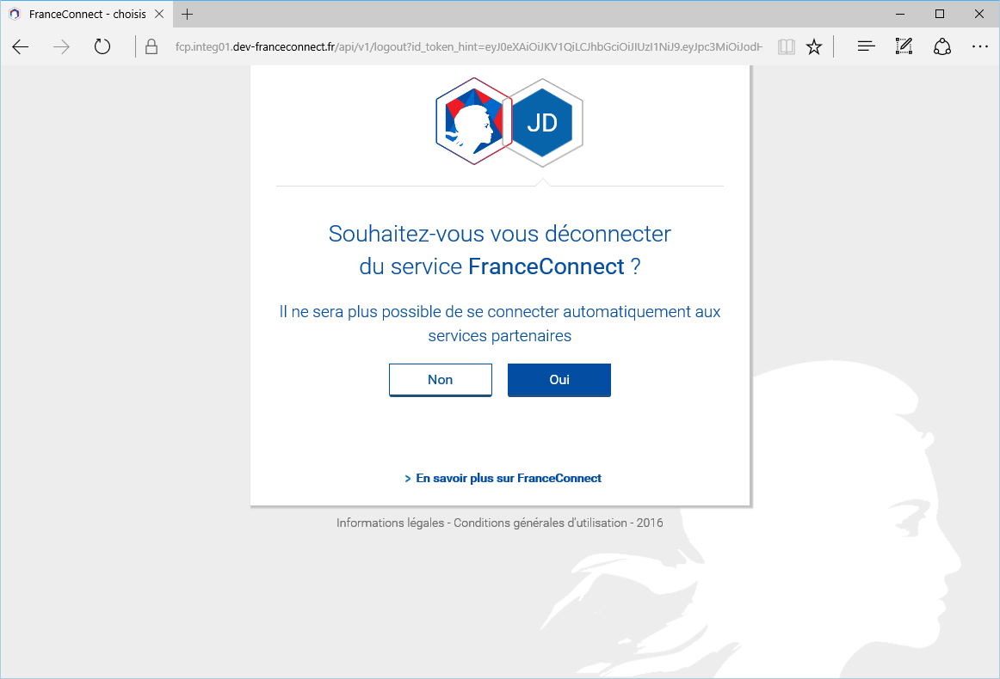 FranceConnect - choisis
fcp.integ01.dev-franceconnect.fr/api/v1/logout?id_token_hint=eyJ0eXAiOiJKV1QiLCJhbGciOiJIUzI1NiJ9.eyJpc3MiOiJodH
JD
Souhaitez-vous vous déconnecter
du service FranceConnect ?
Il ne sera plus possible de se connecter automatiquement aux
services partenaires
Non
Oui
> En savoir plus sur FranceConnect
Informations légales - Conditions générales d'utilisation - 2016